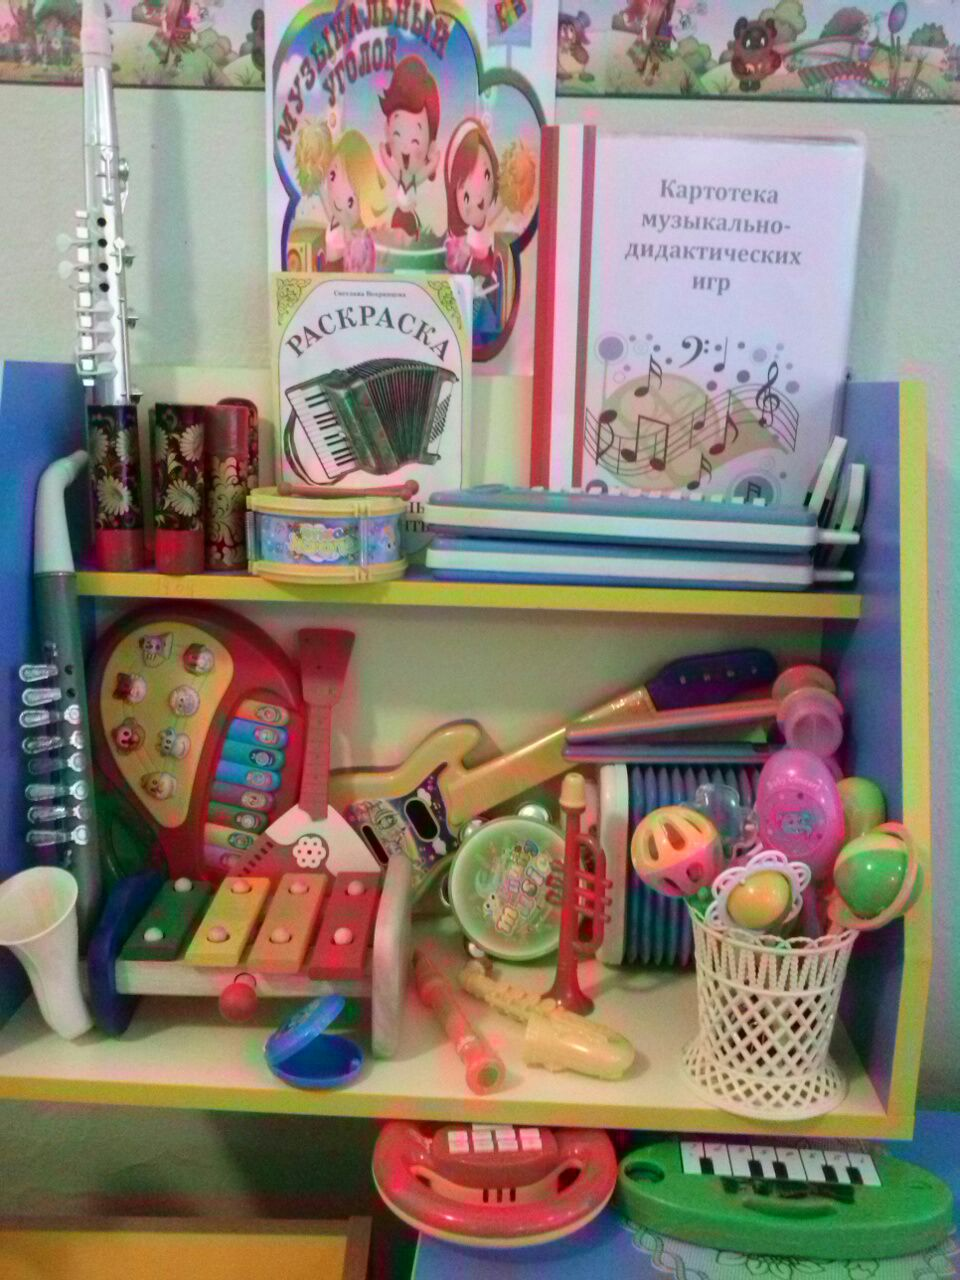 МУЗЫКАЛЬНЫЙ
УГОЛОК
Картотека
музыкально-
дидактических
игр
Светлана Вохринцева
РАСКРАСКА